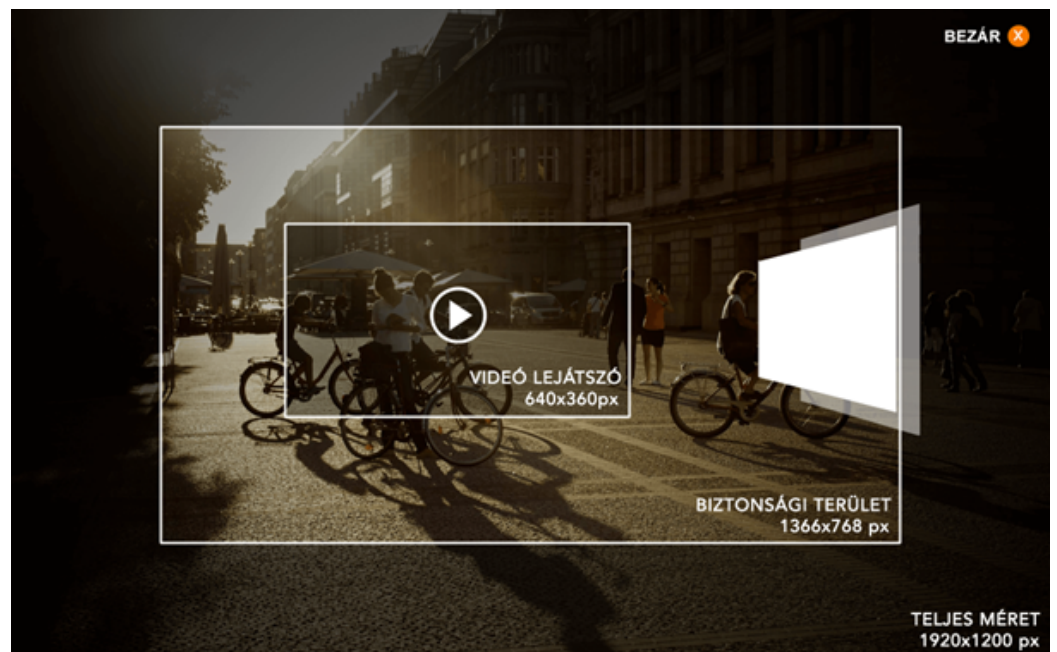 BEZÁR X
VIDEÓ LEJÁTSZÓ
640x360px
BIZTONSÁGI TERÜLET
1366x768 px
TELJES MÉRET
1920x1200 px